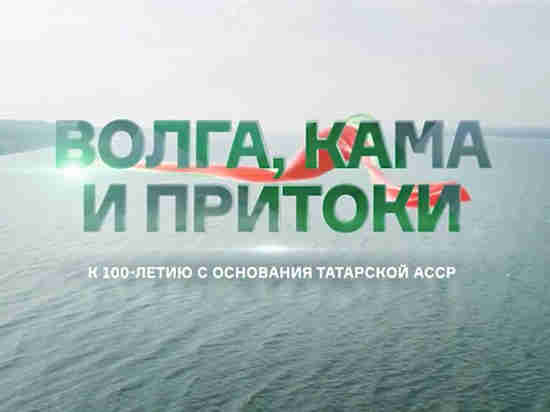 ВОЛГА, КАМА
И ПРИТОКИ
К 100-ЛЕТИЮ С ОСНОВАНИЯ ТАТАРСКОЙ АССР